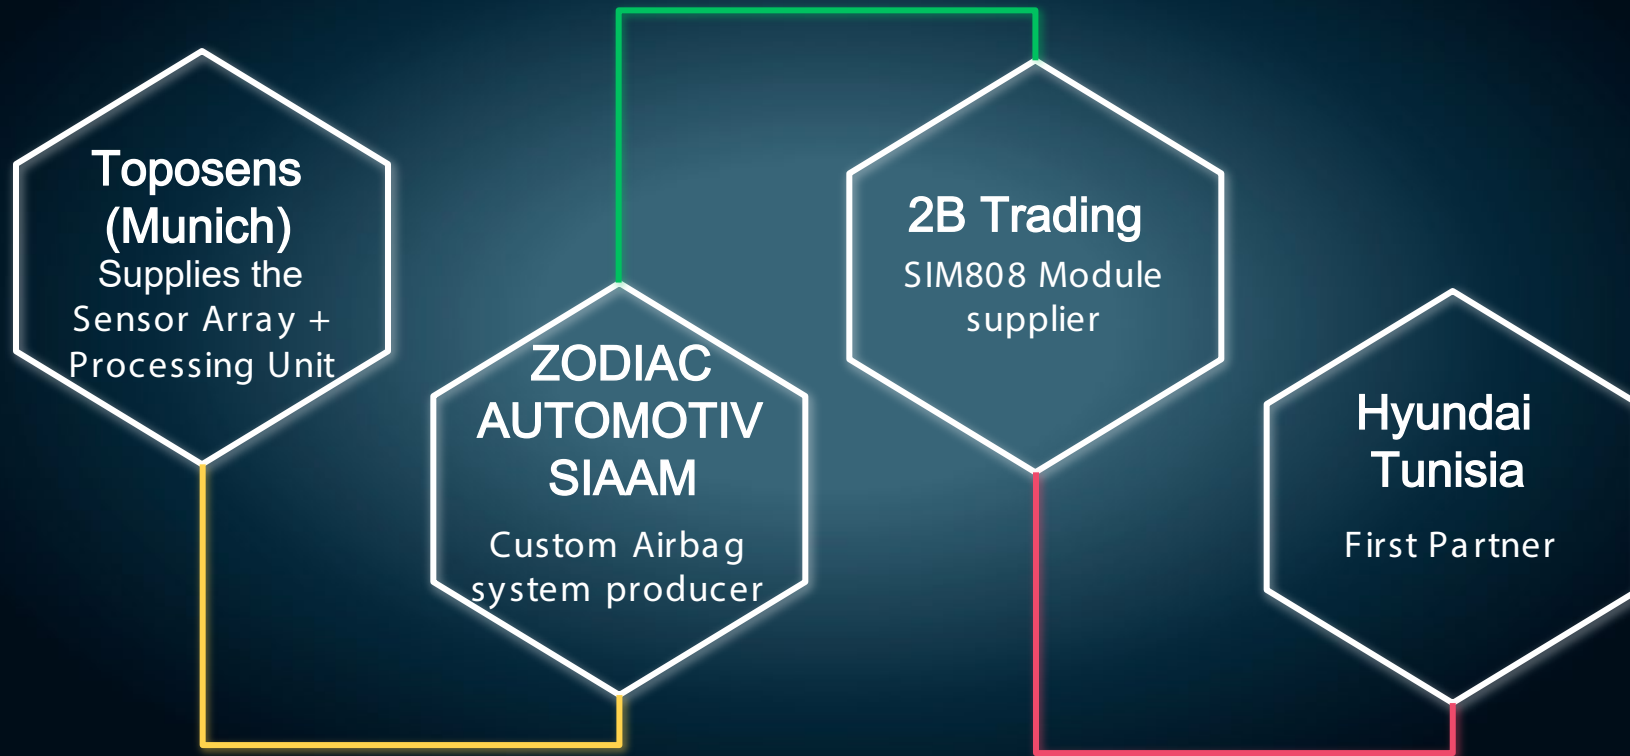 Toposens
(Munich)
Supplies the
Sensor Array +
Processing Unit
ZODIAC
AUTOMOTIV
SIAAM
Custom Airbag
system producer
2B Trading
SIM808 Module
supplier
Hyundai
Tunisia
First Partner